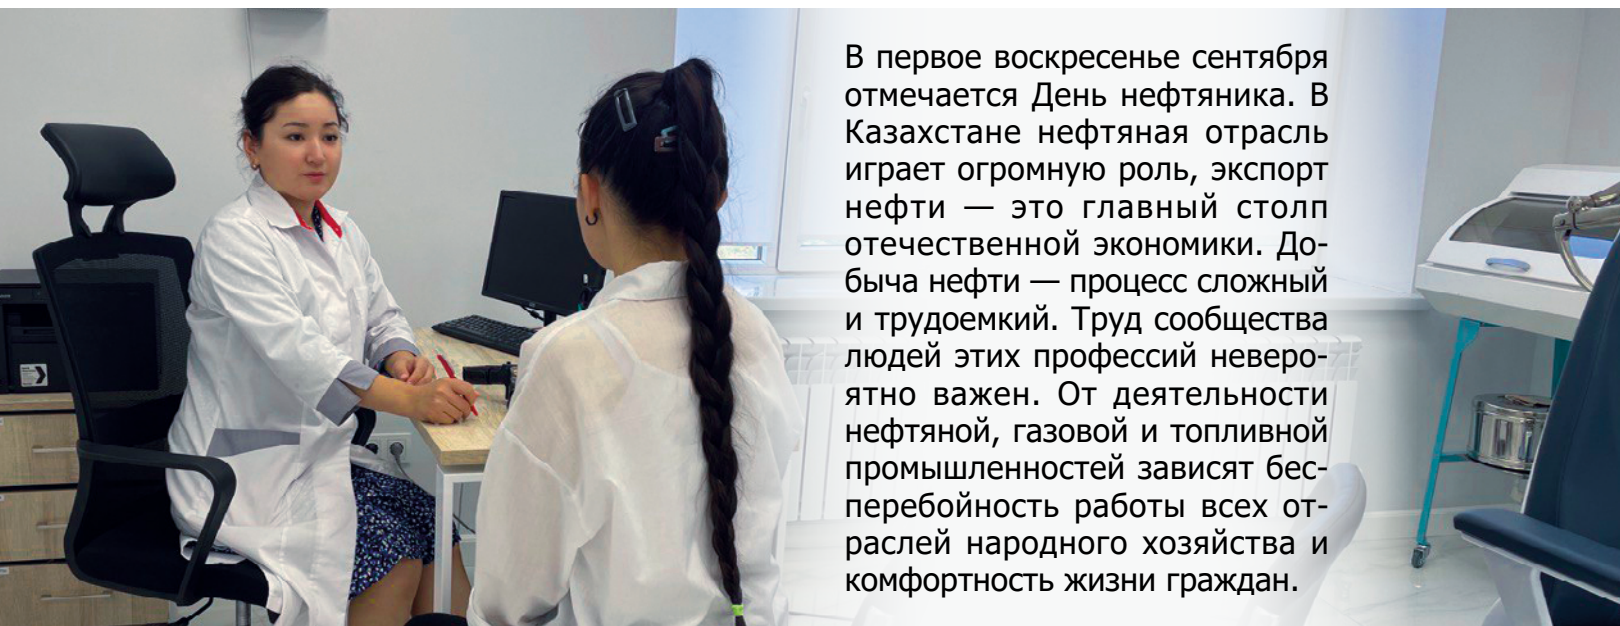 В первое воскресенье сентября
отмечается День нефтяника. В
Казахстане нефтяная отрасль
играет огромную роль, экспорт
нефти — это главный столп
отечественной экономики. До-
быча нефти — процесс сложный
и трудоемкий. Труд сообщества
людей этих профессий неверо-
ятно важен. От деятельности
нефтяной, газовой и топливной
промышленностей зависят бес-
перебойность работы всех от-
раслей народного хозяйства и
комфортность жизни граждан.